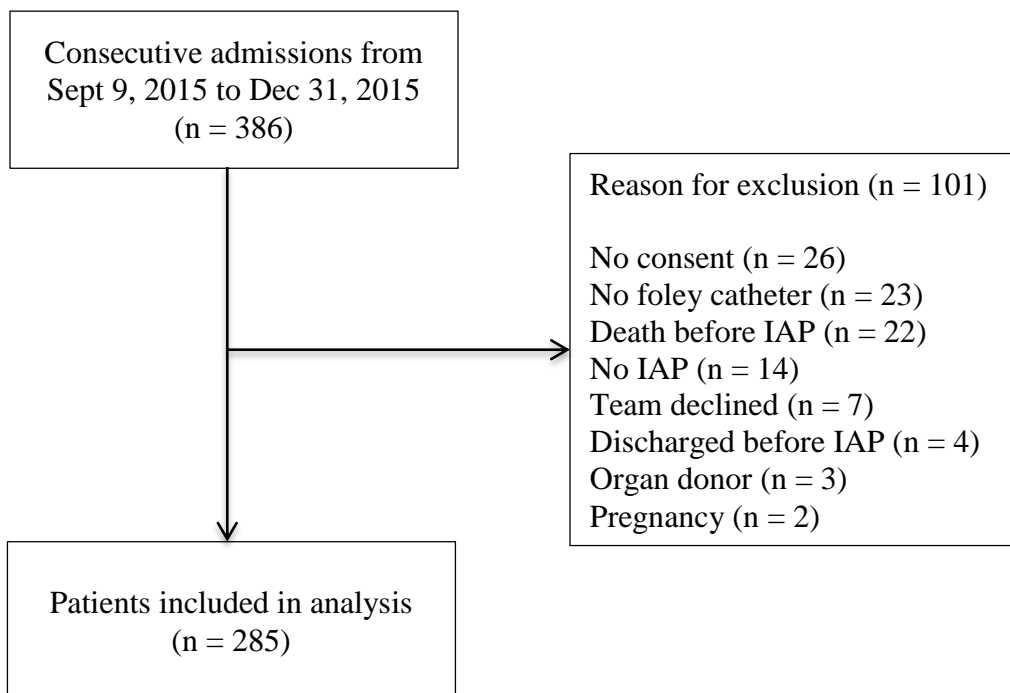 Consecutive admissions from
Sept 9, 2015 to Dec 31, 2015
(n = 386)
Reason for exclusion (n = 101)
No consent (n = 26)
No foley catheter (n = 23)
Death before IAP (n = 22)
No IAP (n = 14)
Team declined (n = 7)
Discharged before IAP (n = 4)
Organ donor (n = 3)
Pregnancy (n = 2)
Patients included in analysis
(n = 285)